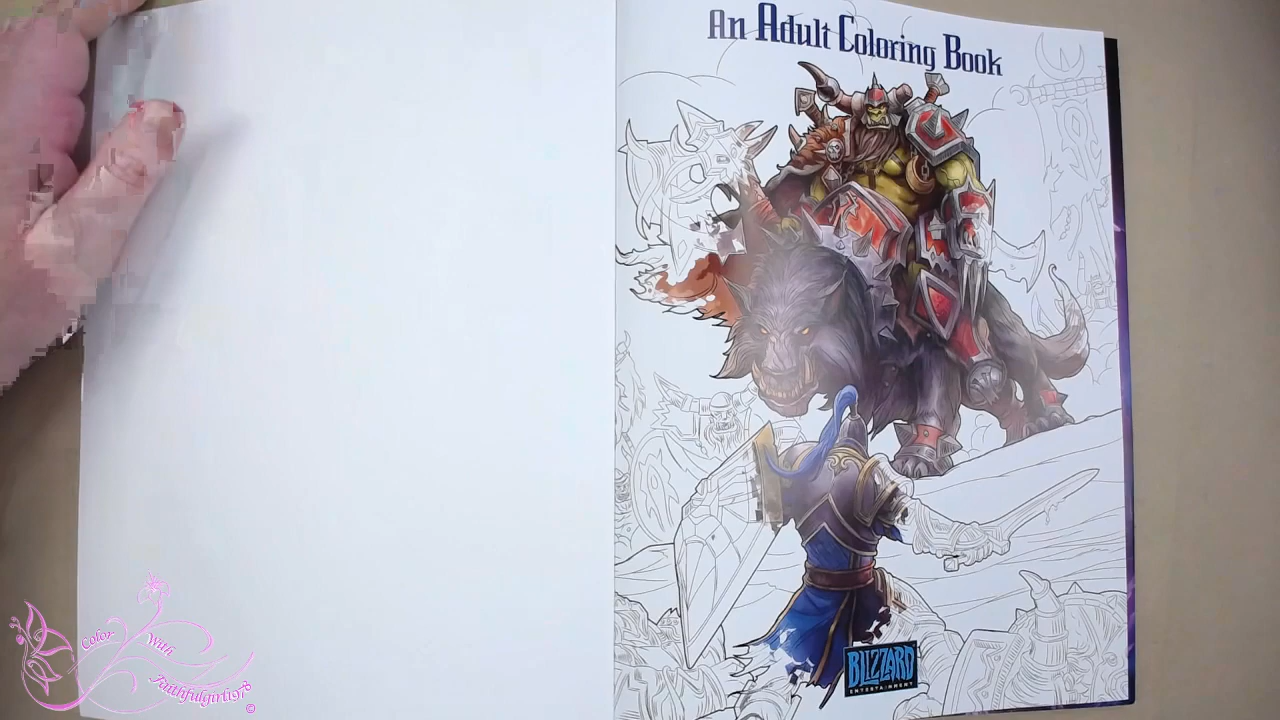 An Adult Coloring Book
BLIZZARD
ENTERTAINMENT
Color
With
Faithfulgirl1978
©